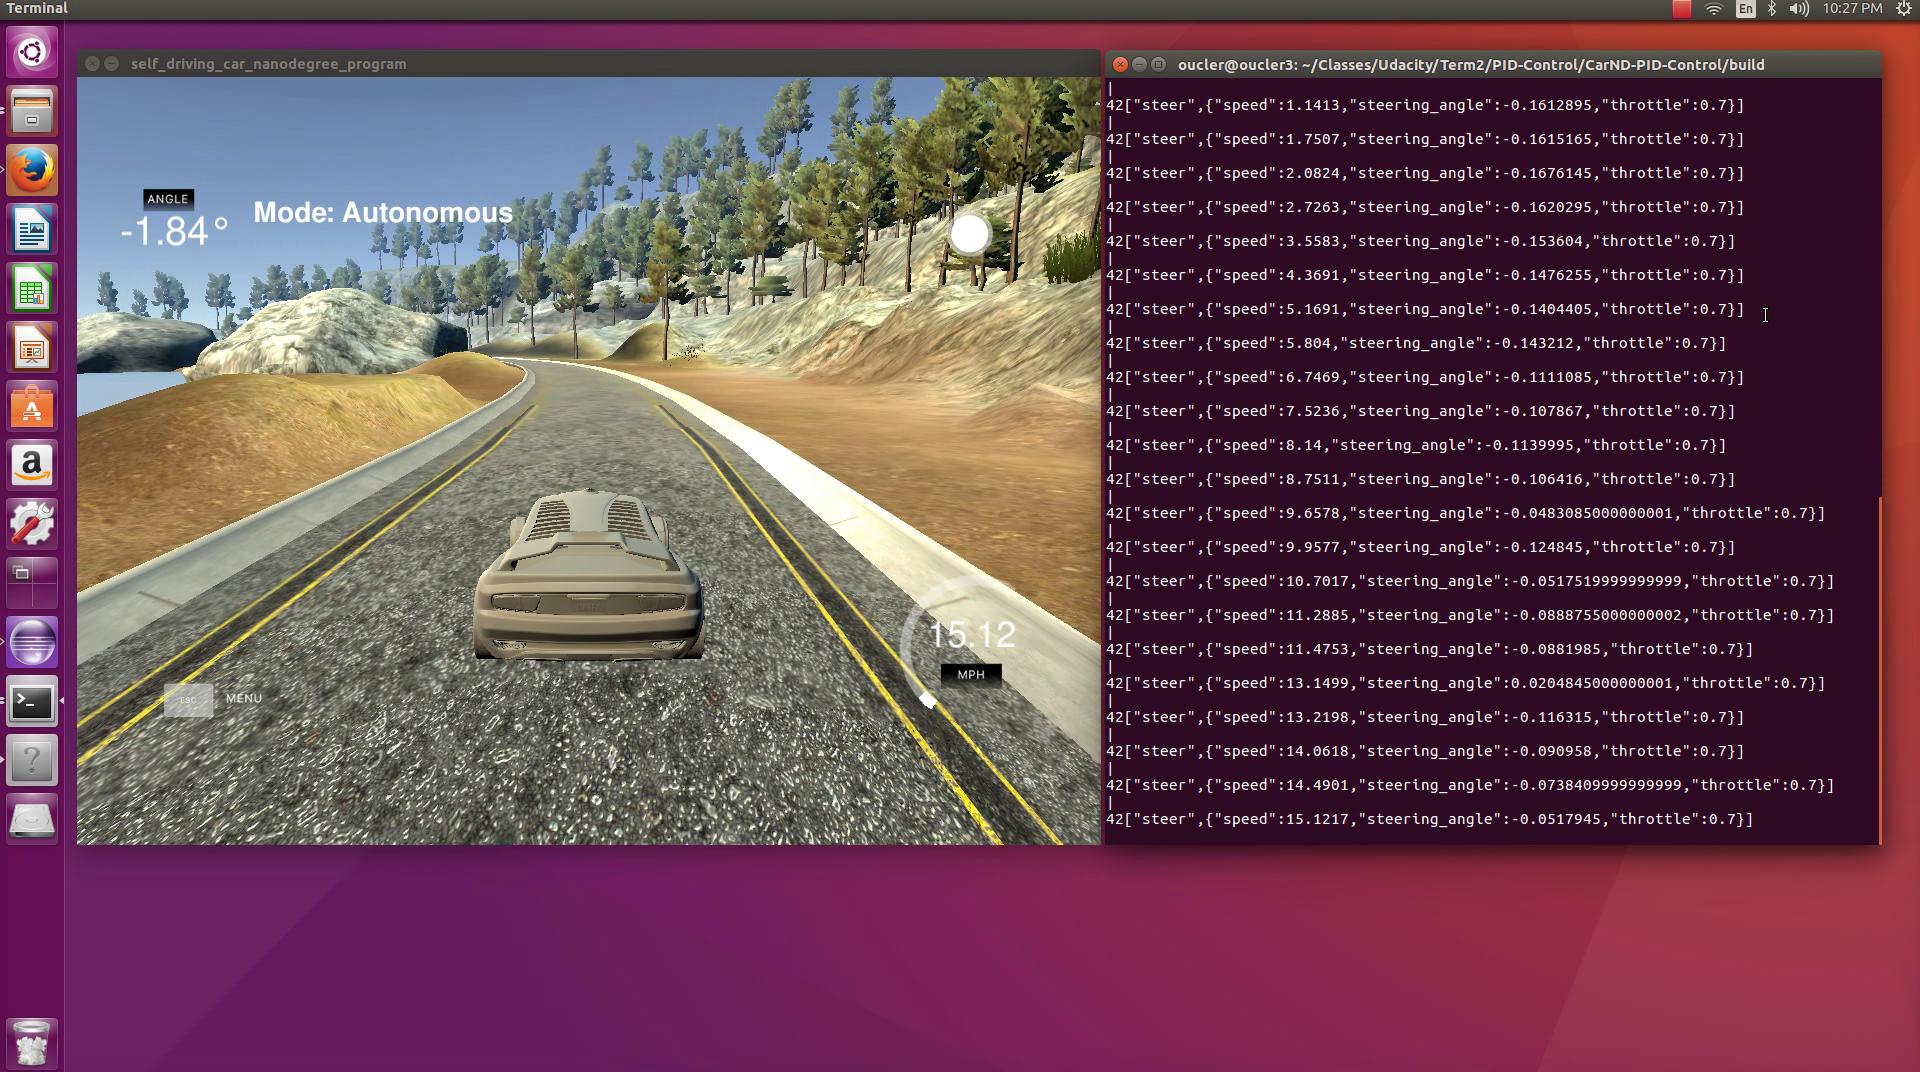 Terminal
En
10:27 PM
self_driving_car_nanodegree_program
ANGLE
-1.84°
Mode: Autonomous
15.12
MPH
ESC
MENU
oucler@oucler3: ~/Classes/Udacity/Term2/PID-Control/CarND-PID-Control/build
|
42["steer",{"speed":1.1413,"steering_angle":-0.1612895,"throttle":0.7}]
|
42["steer",{"speed":1.7507,"steering_angle":-0.1615165,"throttle":0.7}]
|
42["steer",{"speed":2.0824,"steering_angle":-0.1676145,"throttle":0.7}]
|
42["steer",{"speed":2.7263,"steering_angle":-0.1620295,"throttle":0.7}]
|
42["steer",{"speed":3.5583,"steering_angle":-0.153604,"throttle":0.7}]
|
42["steer",{"speed":4.3691,"steering_angle":-0.1476255,"throttle":0.7}]
|
42["steer",{"speed":5.1691,"steering_angle":-0.1404405,"throttle":0.7}]
|
42["steer",{"speed":5.804,"steering_angle":-0.143212,"throttle":0.7}]
|
42["steer",{"speed":6.7469,"steering_angle":-0.1111085,"throttle":0.7}]
|
42["steer",{"speed":7.5236,"steering_angle":-0.107867,"throttle":0.7}]
|
42["steer",{"speed":8.14,"steering_angle":-0.1139995,"throttle":0.7}]
|
42["steer",{"speed":8.7511,"steering_angle":-0.106416,"throttle":0.7}]
|
42["steer",{"speed":9.6578,"steering_angle":-0.0483085000000001,"throttle":0.7}]
|
42["steer",{"speed":9.9577,"steering_angle":-0.124845,"throttle":0.7}]
|
42["steer",{"speed":10.7017,"steering_angle":-0.0517519999999999,"throttle":0.7}]
|
42["steer",{"speed":11.2885,"steering_angle":-0.0888755000000002,"throttle":0.7}]
|
42["steer",{"speed":11.4753,"steering_angle":-0.0881985,"throttle":0.7}]
|
42["steer",{"speed":13.1499,"steering_angle":0.0204845000000001,"throttle":0.7}]
|
42["steer",{"speed":13.2198,"steering_angle":-0.116315,"throttle":0.7}]
|
42["steer",{"speed":14.0618,"steering_angle":-0.090958,"throttle":0.7}]
|
42["steer",{"speed":14.4901,"steering_angle":-0.0738409999999999,"throttle":0.7}]
|
42["steer",{"speed":15.1217,"steering_angle":-0.0517945,"throttle":0.7}]